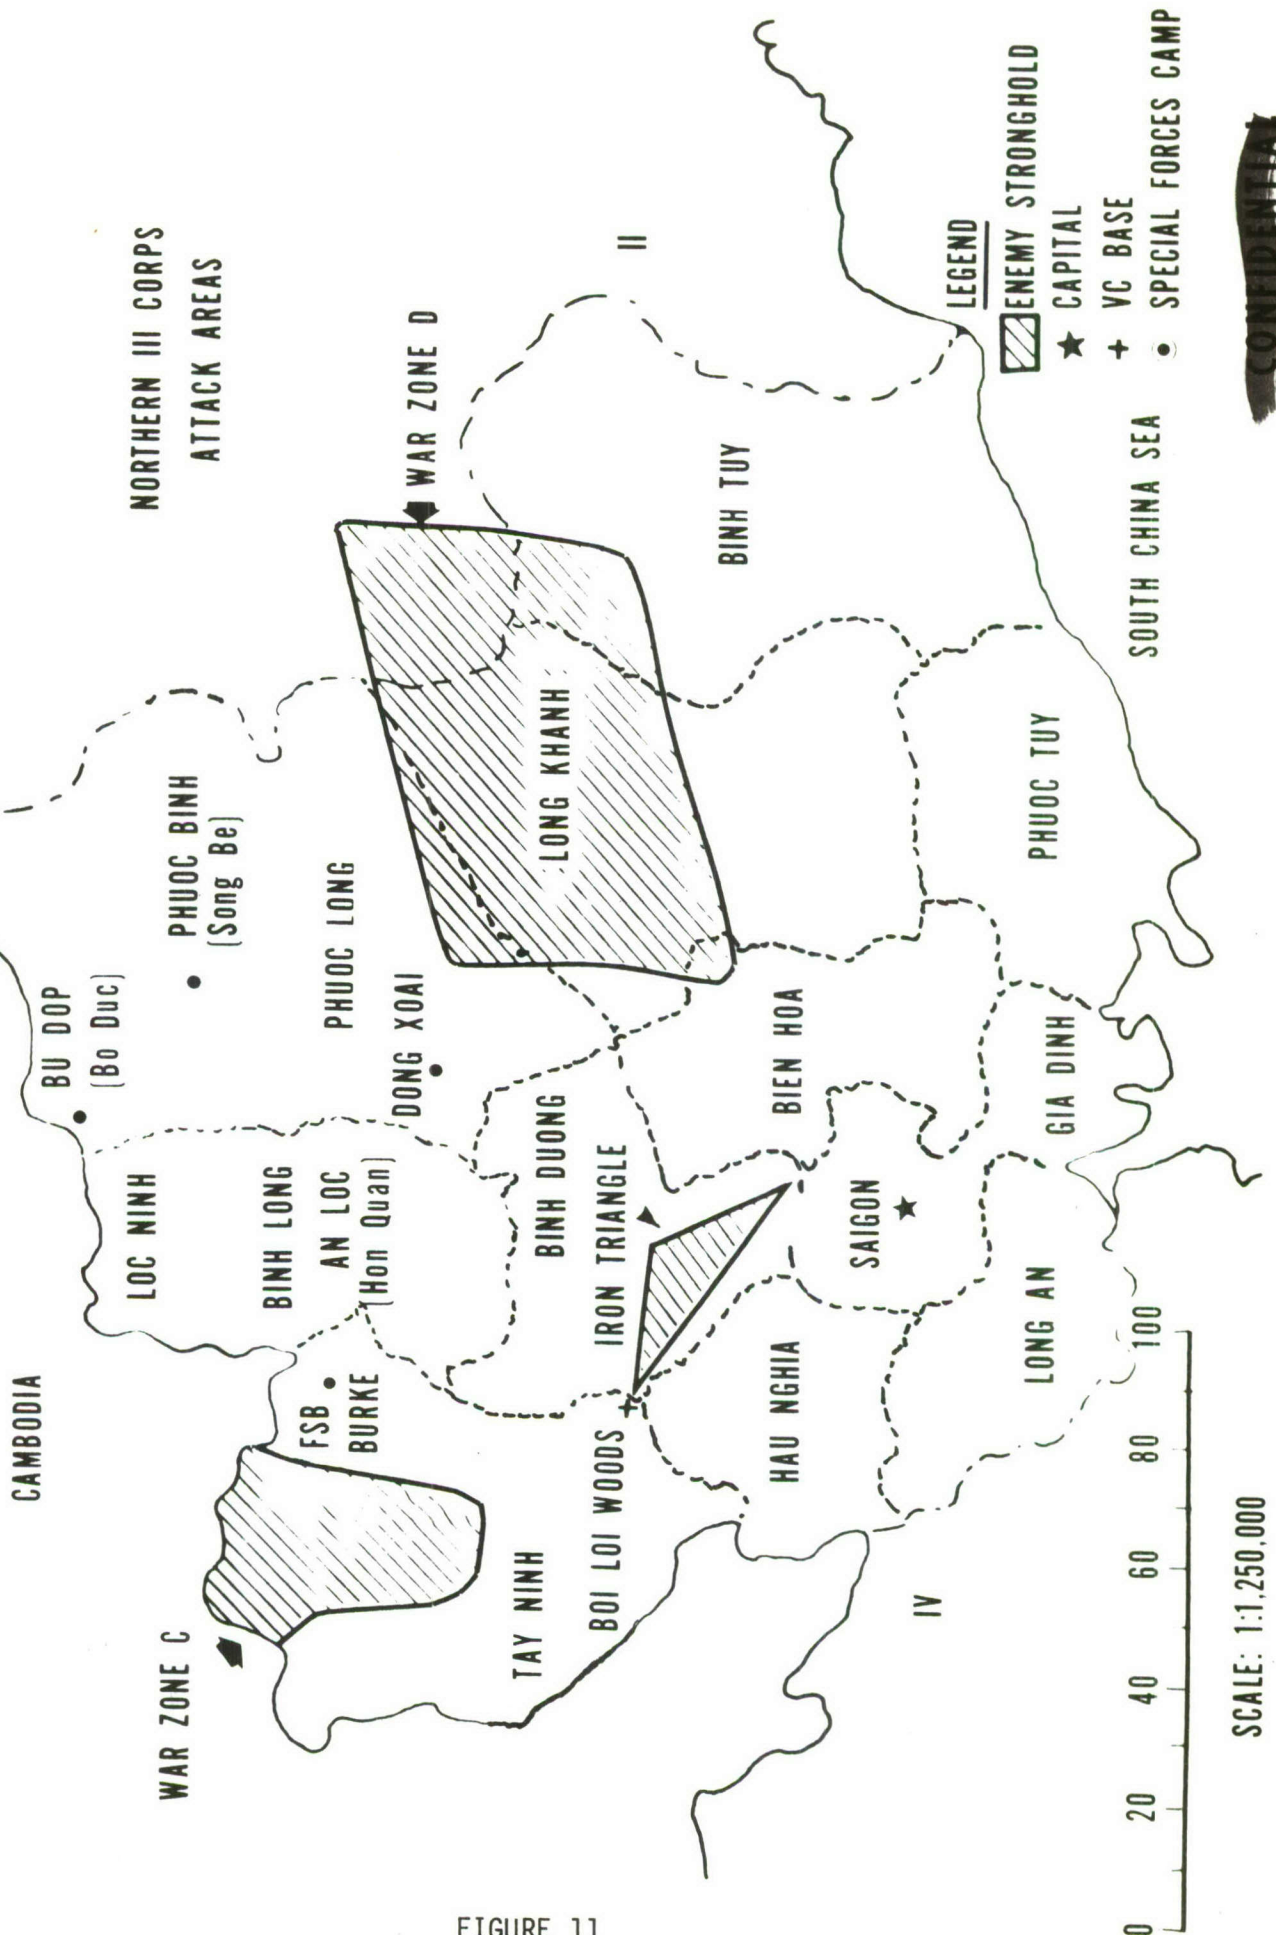 NORTHERN III CORPS
ATTACK AREAS
CAMBODIA
BU DOP
(Bo Duc)
PHUOC BINH
(Song Be)
LOC NINH
WAR ZONE C
BINH LONG
AN LOC
(Hon Quan)
PHUOC LONG
FSB
BURKE
DONG XOAI
WAR ZONE D
TAY NINH
BINH DUONG
LONG KHANH
BOI LOI WOODS
IRON TRIANGLE
II
BINH TUY
HAU NGHIA
BIEN HOA
SAIGON
IV
LONG AN
GIA DINH
PHUOC TUY
SOUTH CHINA SEA
LEGEND
ENEMY STRONGHOLD
CAPITAL
VC BASE
SPECIAL FORCES CAMP
0 20 40 60 80 100
SCALE: 1:1,250,000
CONFIDENTIAL
FIGURE 11